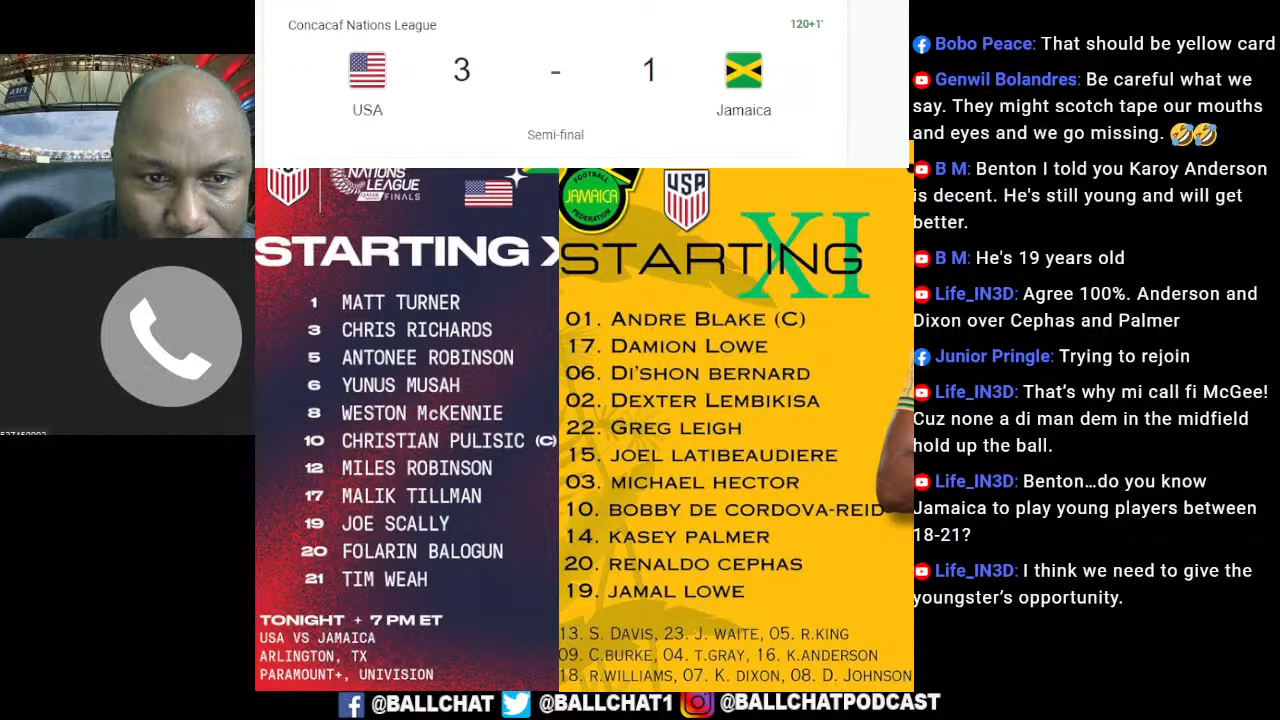 Concacaf Nations League
120+1'
3 - 1
USA
Jamaica
Semi-final
FIFA
USA
NATIONS
LEAGUE
FINALS
STARTING X
1 MATT TURNER
3 CHRIS RICHARDS
5 ANTONEE ROBINSON
6 YUNUS MUSAH
8 WESTON McKENNIE
10 CHRISTIAN PULISIC (C)
12 MILES ROBINSON
17 MALIK TILLMAN
19 JOE SCALLY
20 FOLARIN BALOGUN
21 TIM WEAH
TONIGHT + 7 PM ET
USA VS JAMAICA
ARLINGTON, TX
PARAMOUNT+, UNIVISION
FOOTBALL
JAMAICA
FEDERATION
USA
STARTING
XI
01. ANDRE BLAKE (C)
17. DAMION LOWE
06. DI'SHON BERNARD
02. DEXTER LEMBIKISA
22. GREG LEIGH
15. JOEL LATIBEAUDIERE
03. MICHAEL HECTOR
10. BOBBY DE CORDOVA-REID
14. KASEY PALMER
20. RENALDO CEPHAS
19. JAMAL LOWE
13. S. DAVIS, 23. J. WAITE, 05. R.KING
09. C.BURKE, 04. T.GRAY, 16. K.ANDERSON
18. R.WILLIAMS, 07. K. DIXON, 08. D. JOHNSON
Bobo Peace: That should be yellow card
Genwil Bolandres: Be careful what we
say. They might scotch tape our mouths
and eyes and we go missing. 🤣🤣
B M: Benton I told you Karoy Anderson
is decent. He's still young and will get
better.
B M: He's 19 years old
Life_IN3D: Agree 100%. Anderson and
Dixon over Cephas and Palmer
Junior Pringle: Trying to rejoin
Life_IN3D: That’s why mi call fi McGee!
Cuz none a di man dem in the midfield
hold up the ball.
Life_IN3D: Benton…do you know
Jamaica to play young players between
18-21?
Life_IN3D: I think we need to give the
youngster’s opportunity.
@BALLCHAT @BALLCHAT1 @BALLCHATPODCAST